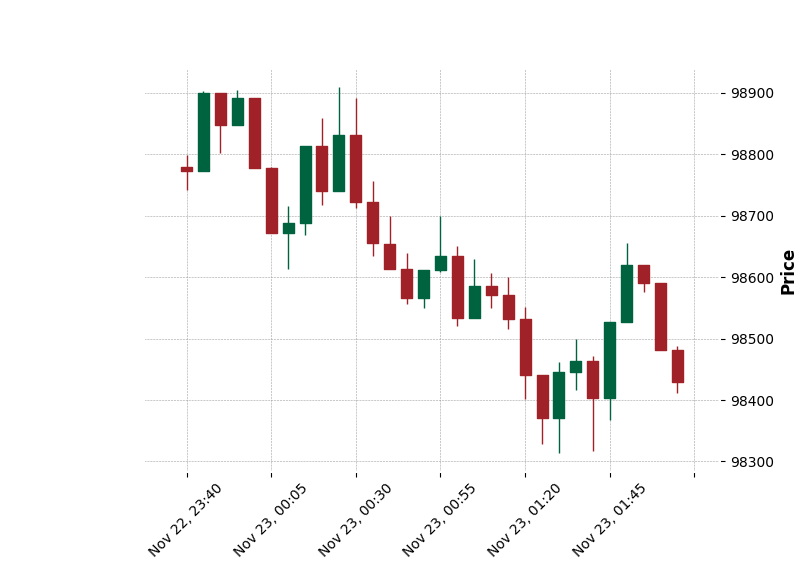 98900
98800
98700
98600
98500
98400
98300
Price
Nov 22, 23:40
Nov 23, 00:05
Nov 23, 00:30
Nov 23, 00:55
Nov 23, 01:20
Nov 23, 01:45